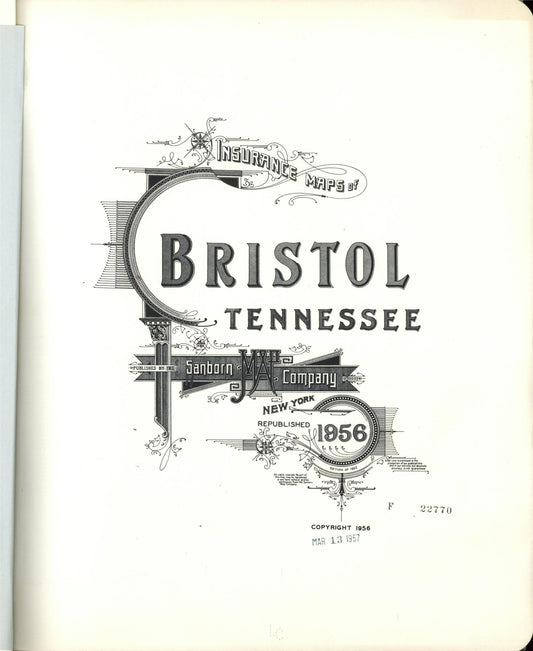 INSURANCE MAPS OF
BRISTOL
TENNESSEE
PUBLISHED BY THE
Sanborn MAP Company
NEW YORK
REPUBLISHED
1956
F 22770
COPYRIGHT 1956
MAR 13 1957
LC